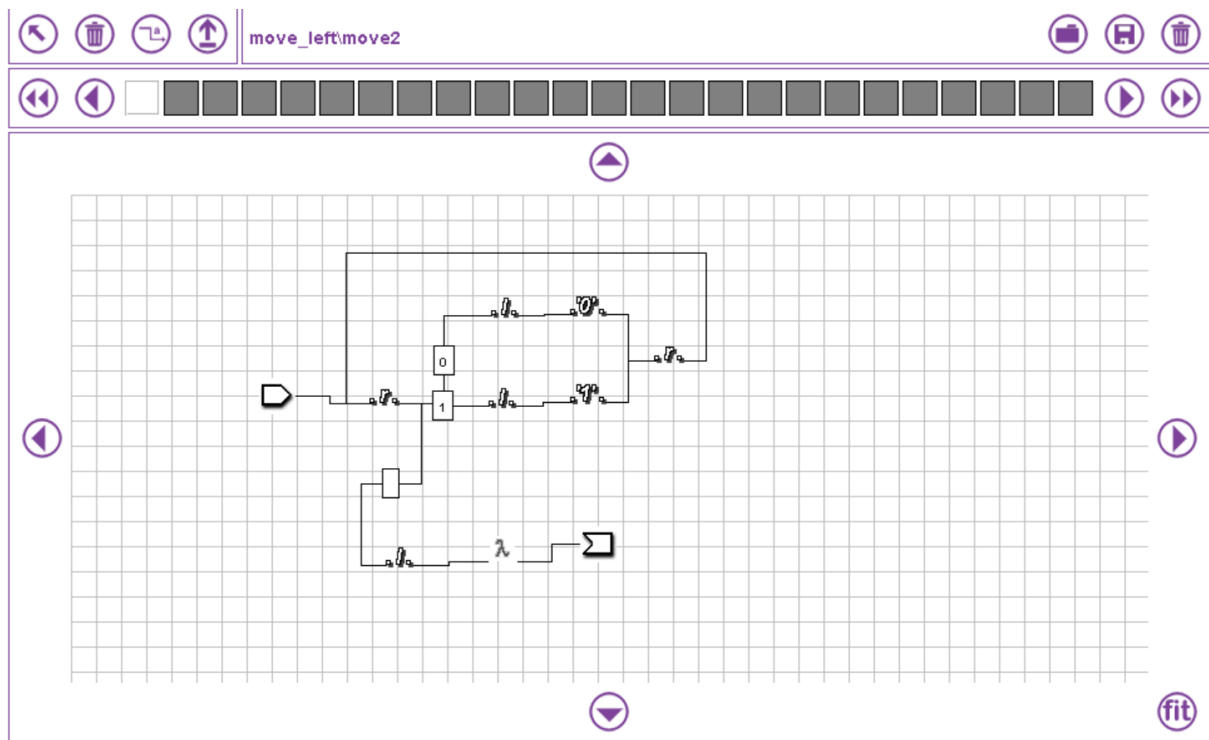 a
move_left\move2
.l. '0'
0 .r.
.r. 1 .l. '1'
.l. λ
fit